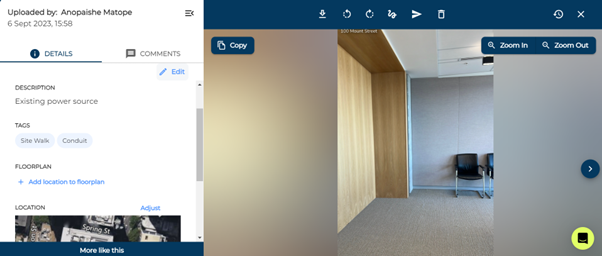 Uploaded by: Anopaishe Matope
6 Sept 2023, 15:58
DETAILS
COMMENTS
Edit
DESCRIPTION
Existing power source
TAGS
Site Walk
Conduit
FLOORPLAN
+ Add location to floorplan
LOCATION
Adjust
Spring St
More like this
100 Mount Street
Copy
Zoom In
Zoom Out